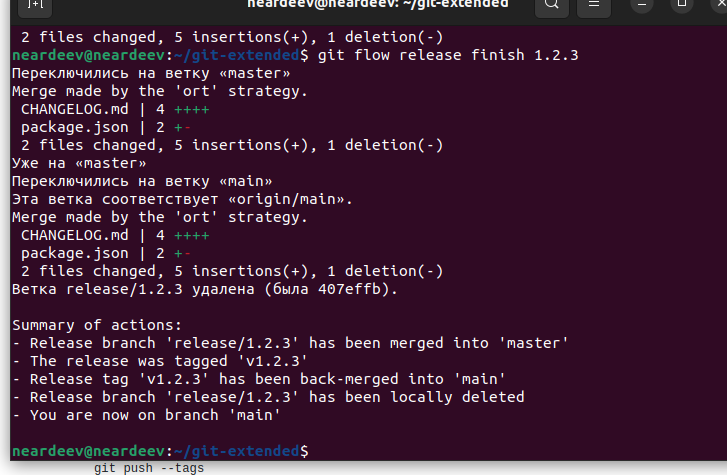 neardeev@neardeev: ~/git-extended
2 files changed, 5 insertions(+), 1 deletion(-)
neardeev@neardeev:~/git-extended$ git flow release finish 1.2.3
Переключились на ветку «master»
Merge made by the 'ort' strategy.
CHANGELOG.md | 4 ++++
package.json | 2 +-
2 files changed, 5 insertions(+), 1 deletion(-)
Уже на «master»
Переключились на ветку «main»
Эта ветка соответствует «origin/main».
Merge made by the 'ort' strategy.
CHANGELOG.md | 4 ++++
package.json | 2 +-
2 files changed, 5 insertions(+), 1 deletion(-)
Ветка release/1.2.3 удалена (была 407effb).
Summary of actions:
- Release branch 'release/1.2.3' has been merged into 'master'
- The release was tagged 'v1.2.3'
- Release tag 'v1.2.3' has been back-merged into 'main'
- Release branch 'release/1.2.3' has been locally deleted
- You are now on branch 'main'
neardeev@neardeev:~/git-extended$
git push --tags